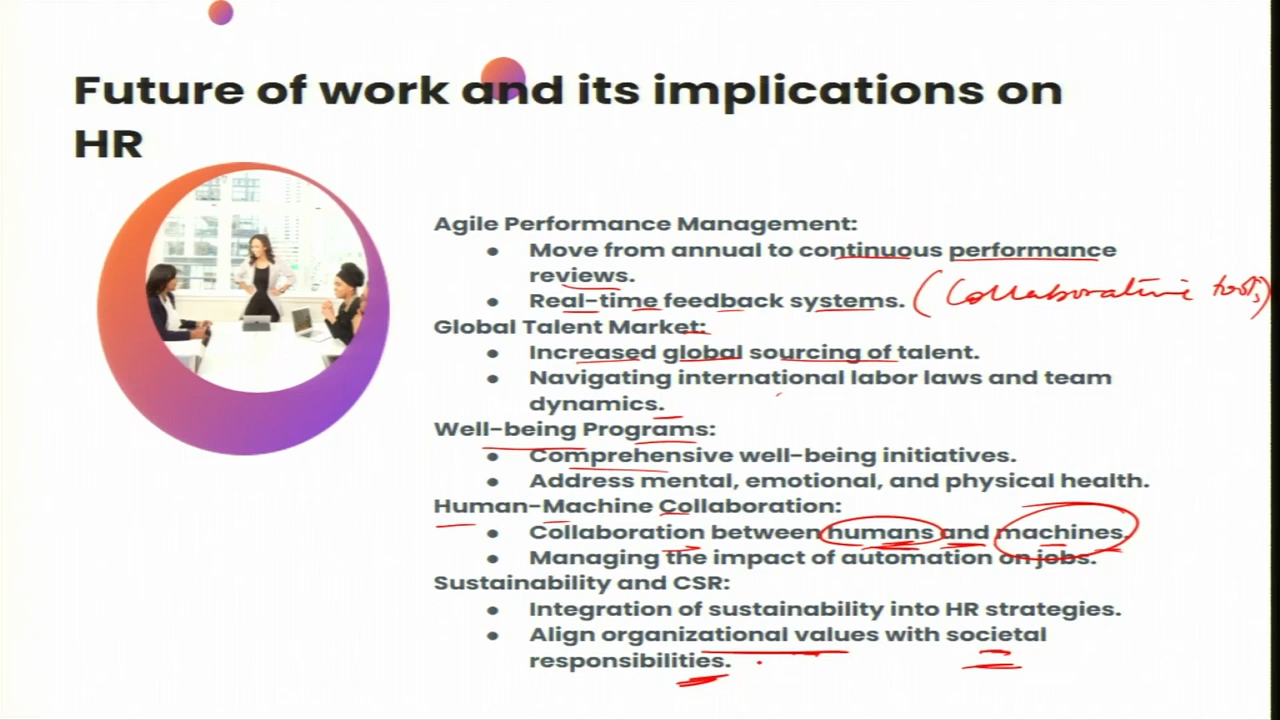 Future of work and its implications on
HR
Agile Performance Management:
● Move from annual to continuous performance
reviews.
● Real-time feedback systems. (Collaborative tools)
Global Talent Market:
● Increased global sourcing of talent.
● Navigating international labor laws and team
dynamics.
Well-being Programs:
● Comprehensive well-being initiatives.
● Address mental, emotional, and physical health.
Human-Machine Collaboration:
● Collaboration between humans and machines.
● Managing the impact of automation on jobs.
Sustainability and CSR:
● Integration of sustainability into HR strategies.
● Align organizational values with societal
responsibilities.